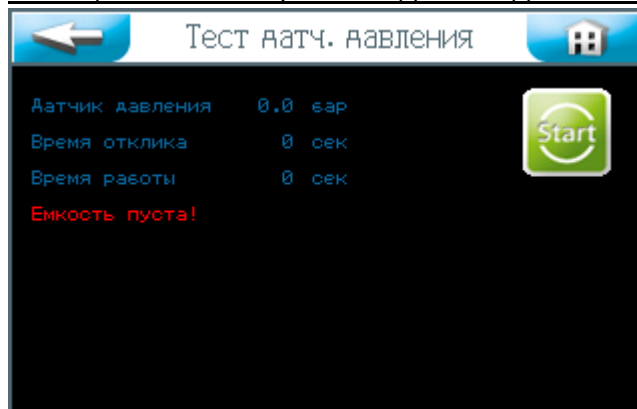 Тест датч. давления
Датчик давления 0.0 бар
Start
Время отклика 0 сек
Время работы 0 сек
Емкость пуста!